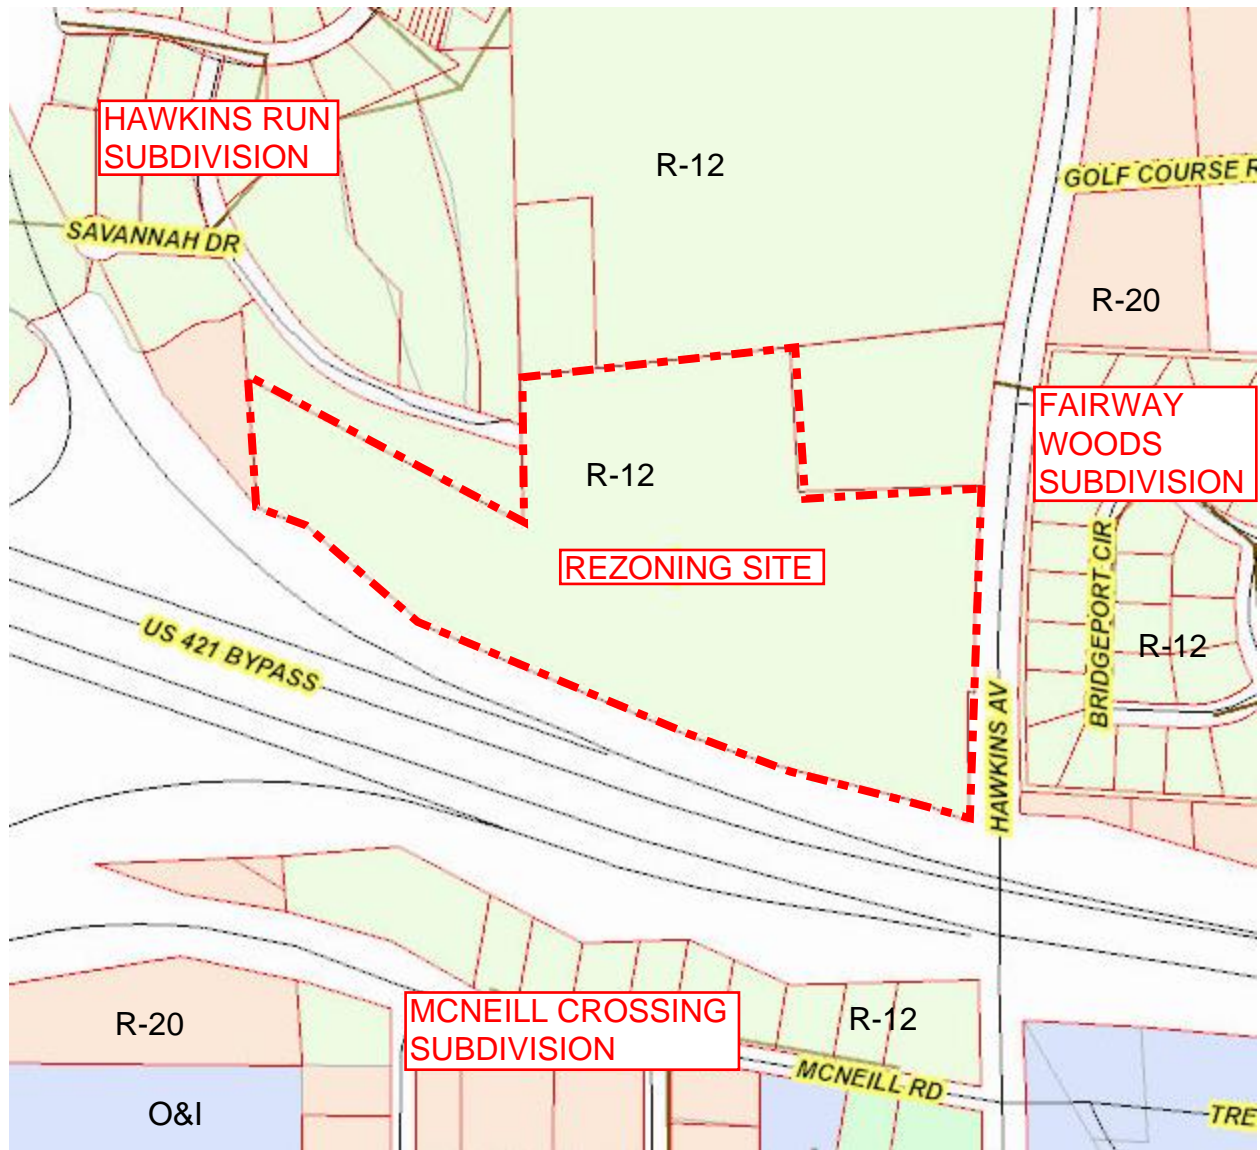 HAWKINS RUN
SUBDIVISION
R-12
GOLF COURSE R
SAVANNAH DR
R-20
FAIRWAY
WOODS
SUBDIVISION
R-12
REZONING SITE
BRIDGEPORT CIR
R-12
US 421 BYPASS
HAWKINS AV
MCNEILL CROSSING
SUBDIVISION
R-20
R-12
MCNEILL RD
O&I
TRE